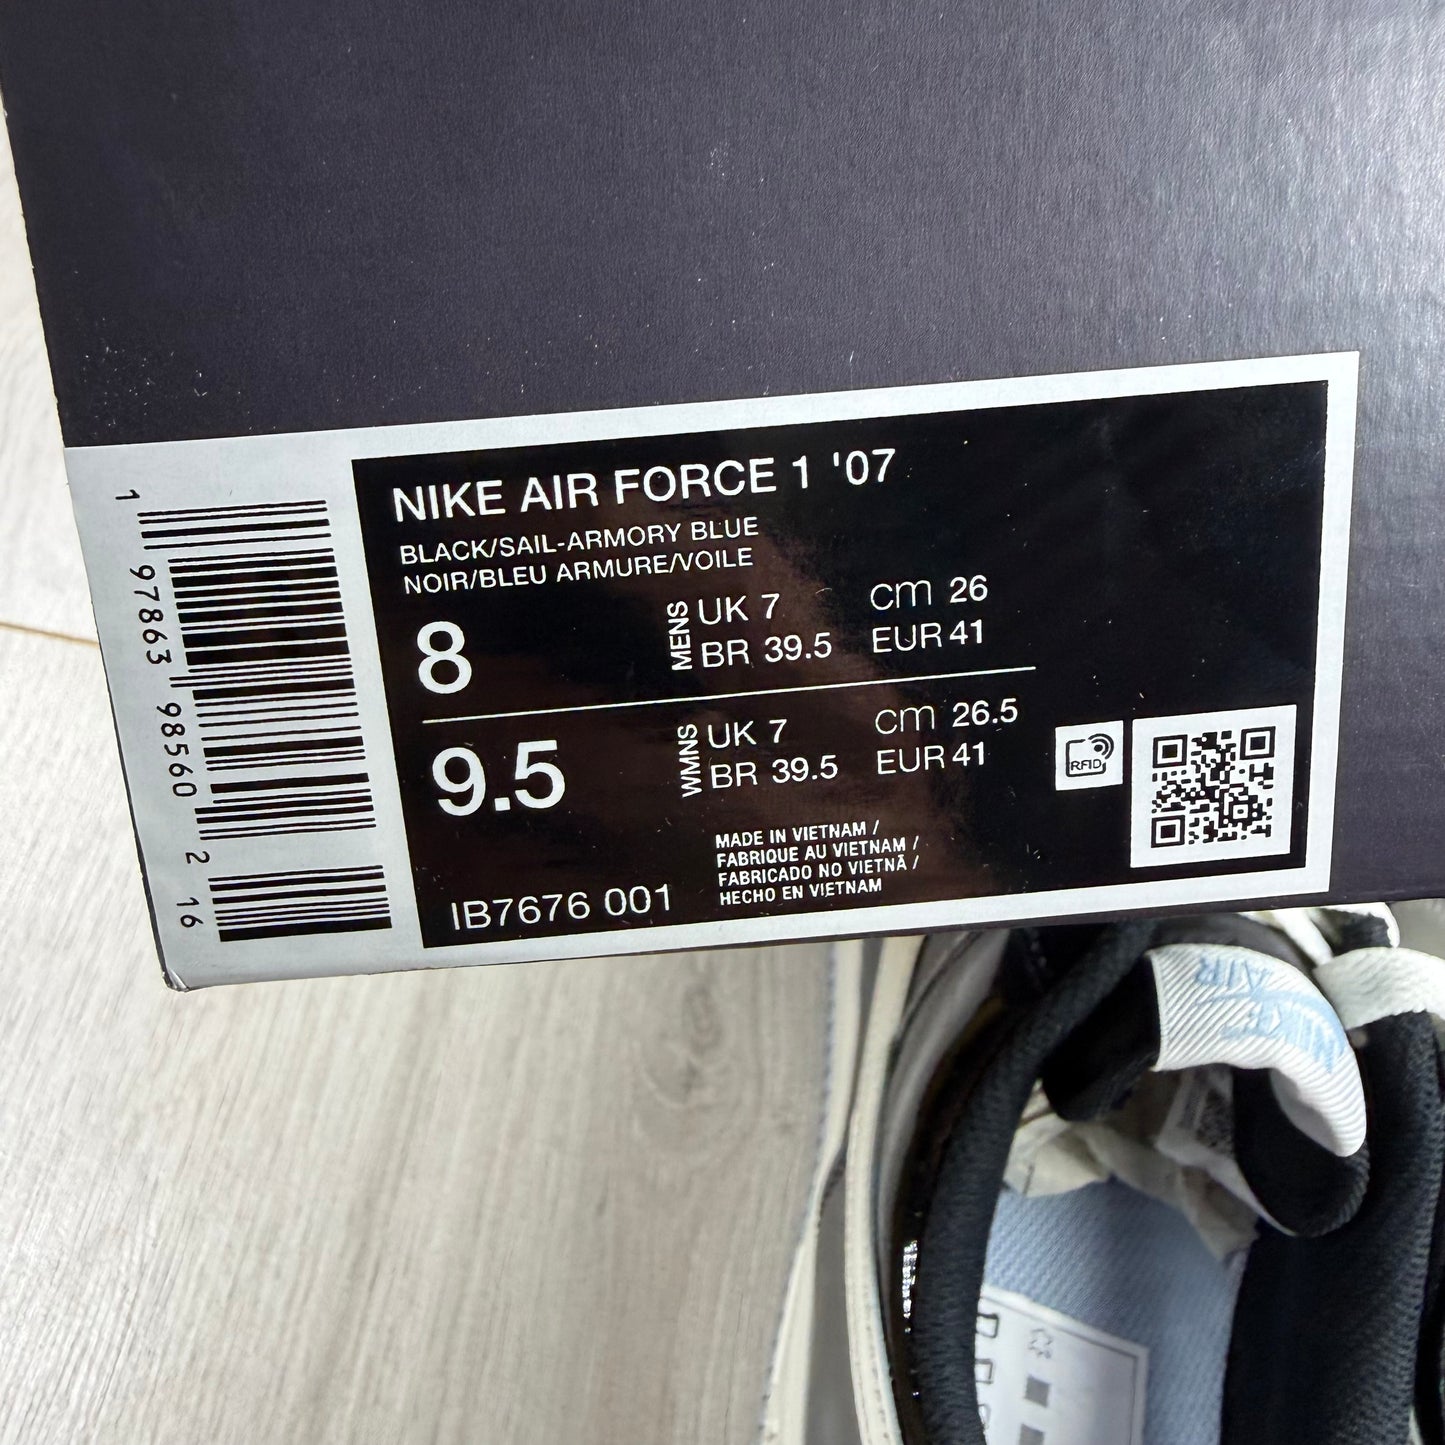 NIKE AIR FORCE 1 '07
BLACK/SAIL-ARMORY BLUE
NOIR/BLEU ARMURE/VOILE
8 MENS UK 7 cm 26
BR 39.5 EUR 41
9.5 WMNS UK 7 cm 26.5
BR 39.5 EUR 41
RFID
MADE IN VIETNAM /
FABRIQUE AU VIETNAM /
FABRICADO NO VIETNÃ /
HECHO EN VIETNAM
IB7676 001
1 97863 98560 2 16
NIKE
AIR